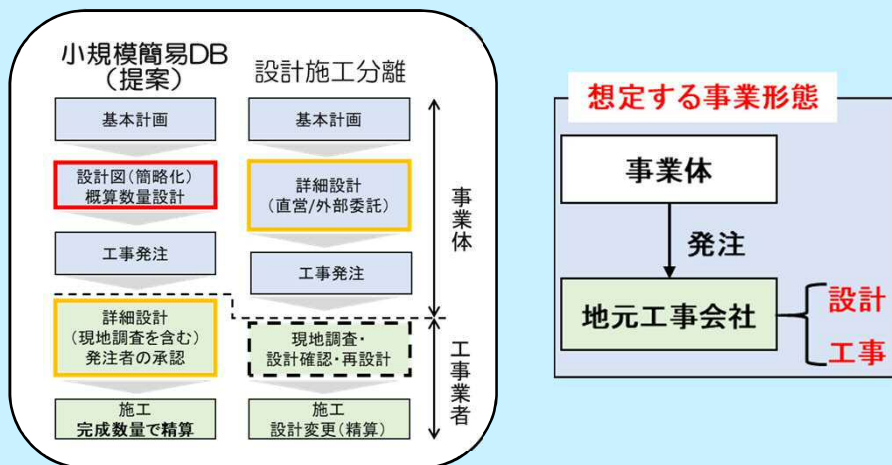 小規模簡易DB
(提案)
基本計画
設計図(簡略化)
概算数量設計
工事発注
詳細設計
(現地調査を含む)
発注者の承認
施工
完成数量で精算
設計施工分離
基本計画
詳細設計
(直営/外部委託)
工事発注
現地調査・
設計確認・再設計
施工
設計変更(精算)
事業体
工事業者
想定する事業形態
事業体
発注
地元工事会社
設計
工事